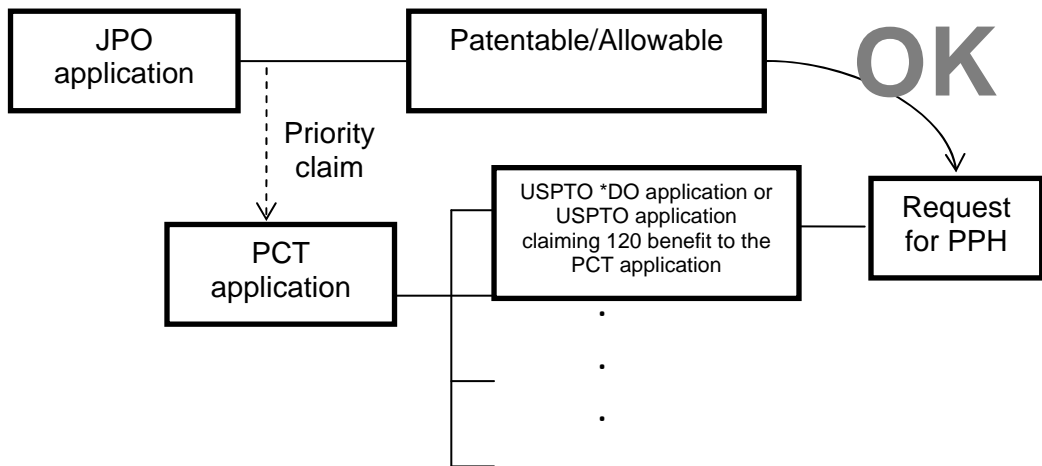 JPO
application
Patentable/Allowable
OK
Priority
claim
PCT
application
USPTO *DO application or
USPTO application
claiming 120 benefit to the
PCT application
Request
for PPH
.
.
.